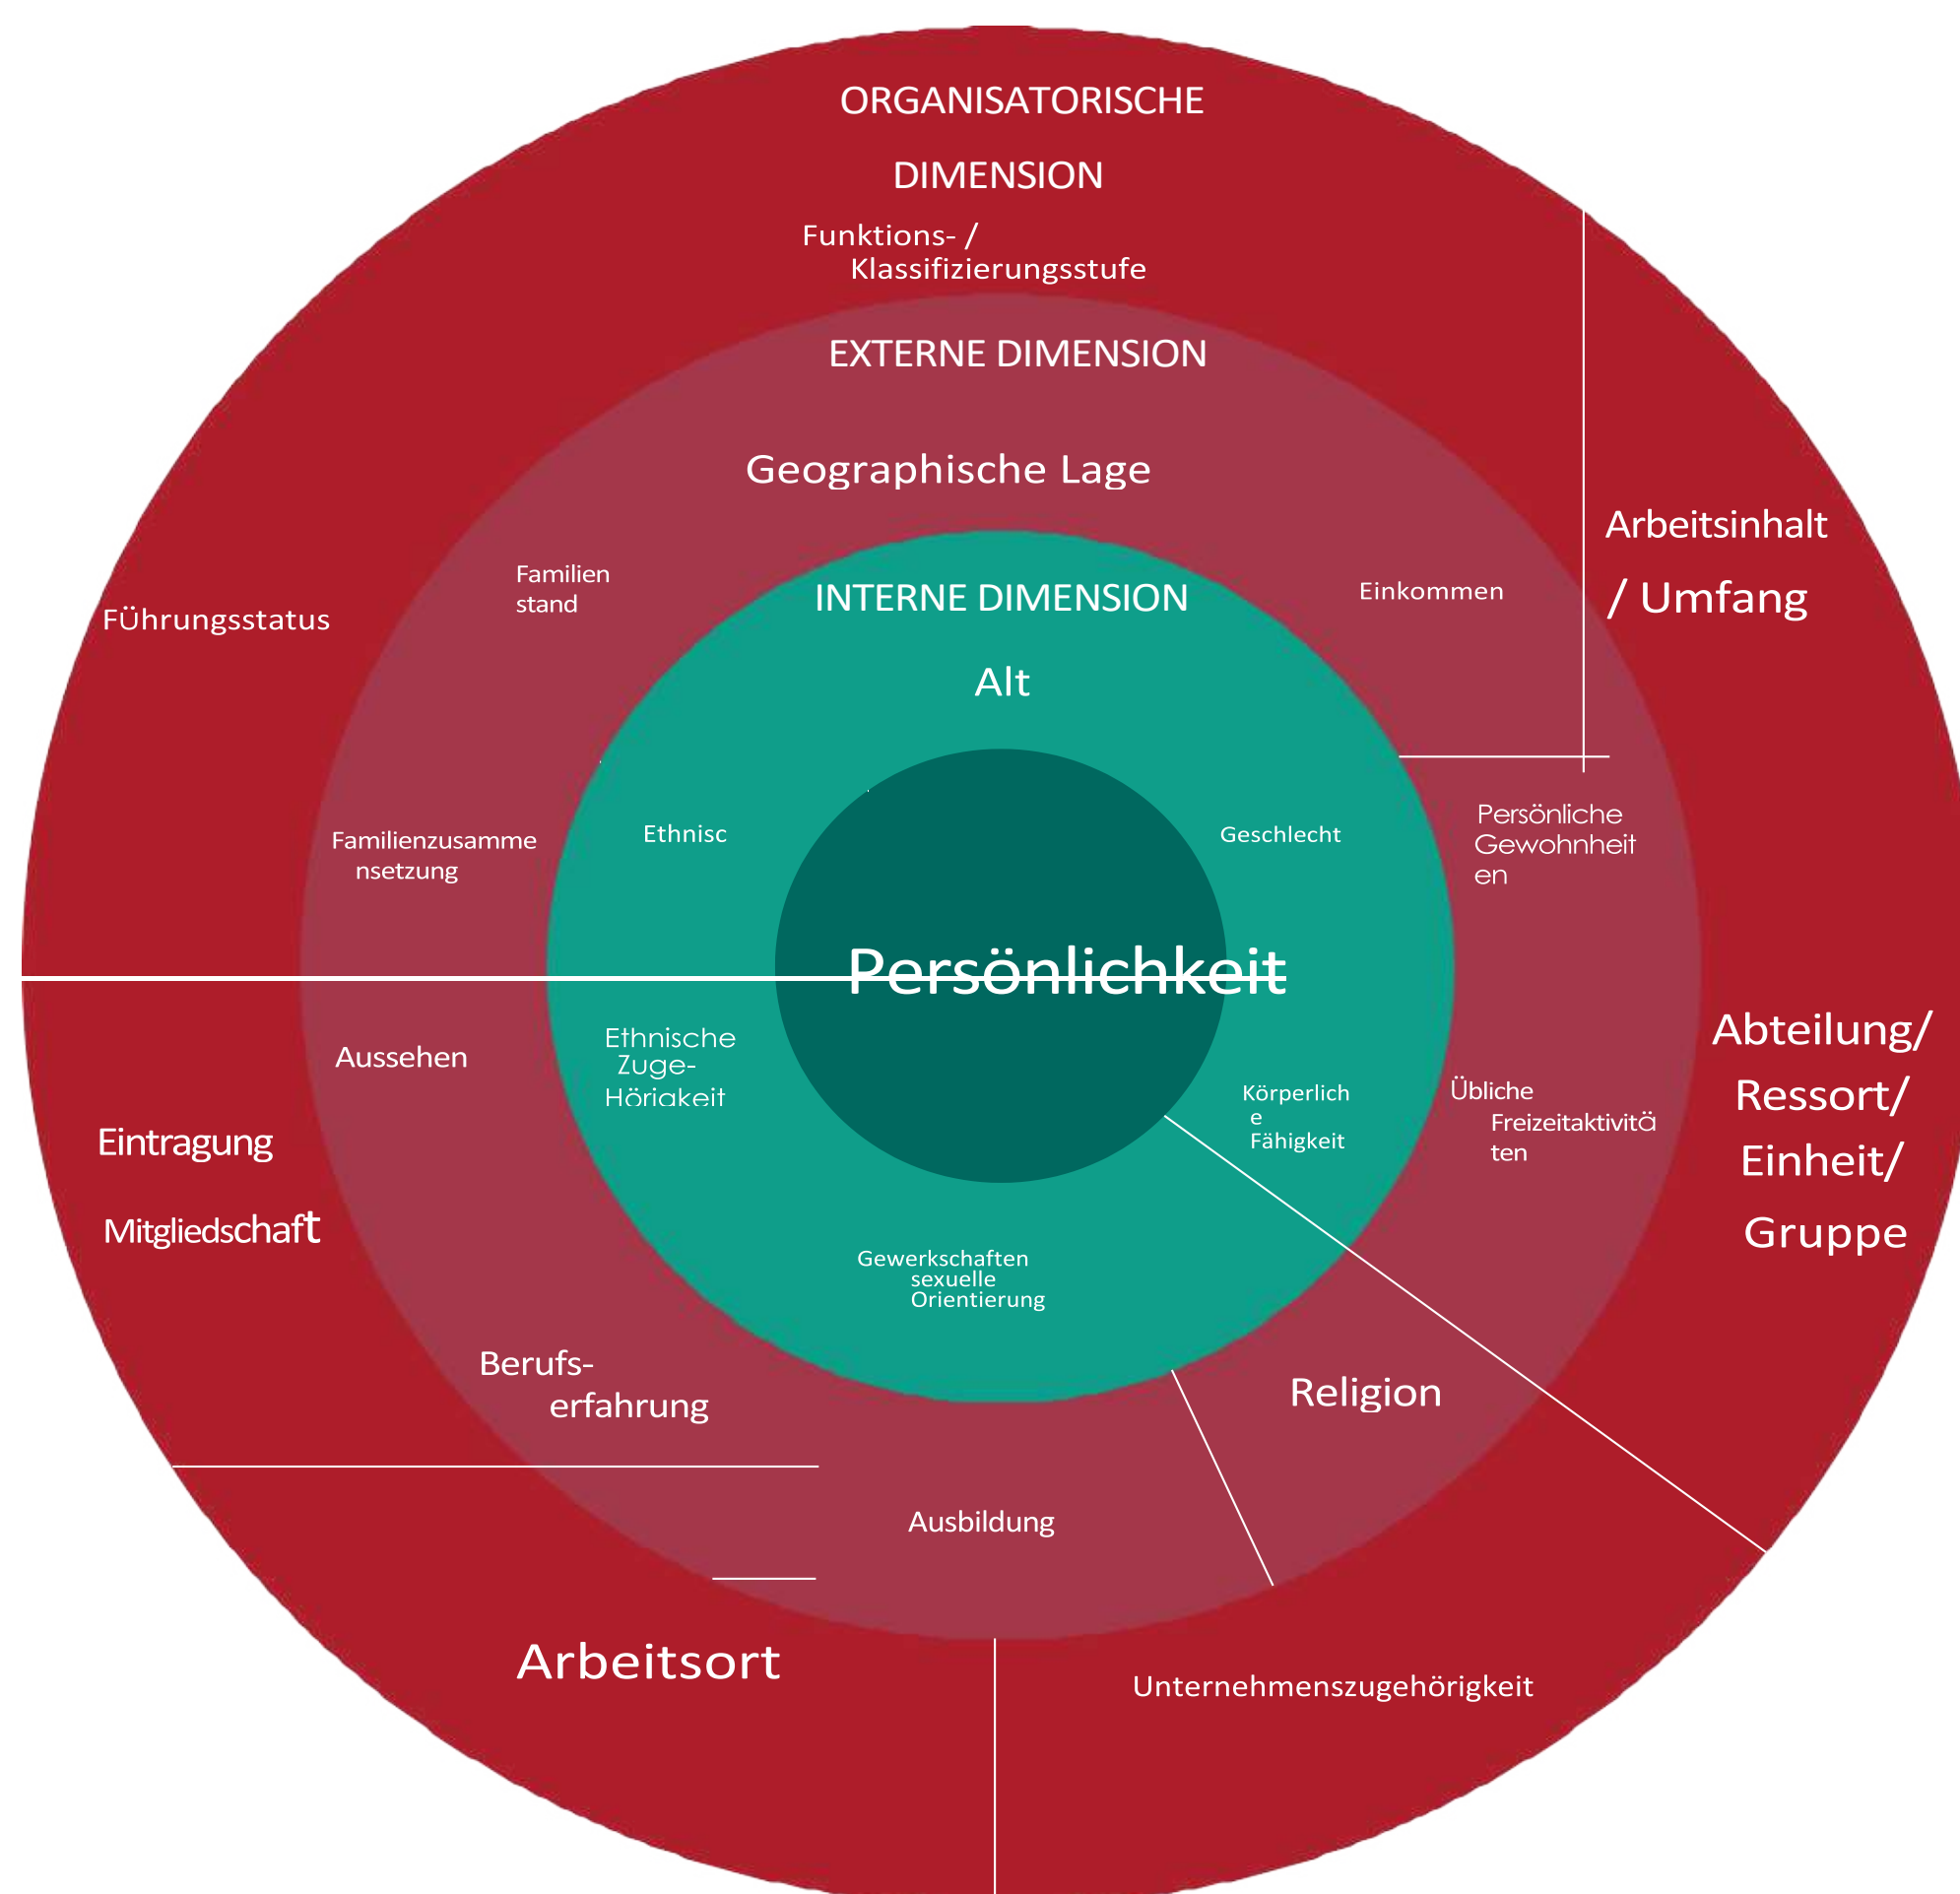 ORGANISATORISCHE
DIMENSION
Funktions- /
Klassifizierungsstufe
EXTERNE DIMENSION
Geographische Lage
Arbeitsinhalt
/ Umfang
Familien
stand
Einkommen
FÜhrungsstatus
INTERNE DIMENSION
Alt
Familienzusamme
nsetzung
Ethnisc
Geschlecht
Persönliche
Gewohnheit
en
Persönlichkeit
Aussehen
Ethnische
Zuge-
Hörigkeit
Körperlich
e
Fähigkeit
Übliche
Freizeitaktivitä
ten
Abteilung/
Ressort/
Einheit/
Gruppe
Eintragung
Mitgliedschaft
Gewerkschaften
sexuelle
Orientierung
Berufs-
erfahrung
Religion
Ausbildung
Arbeitsort
Unternehmenszugehörigkeit